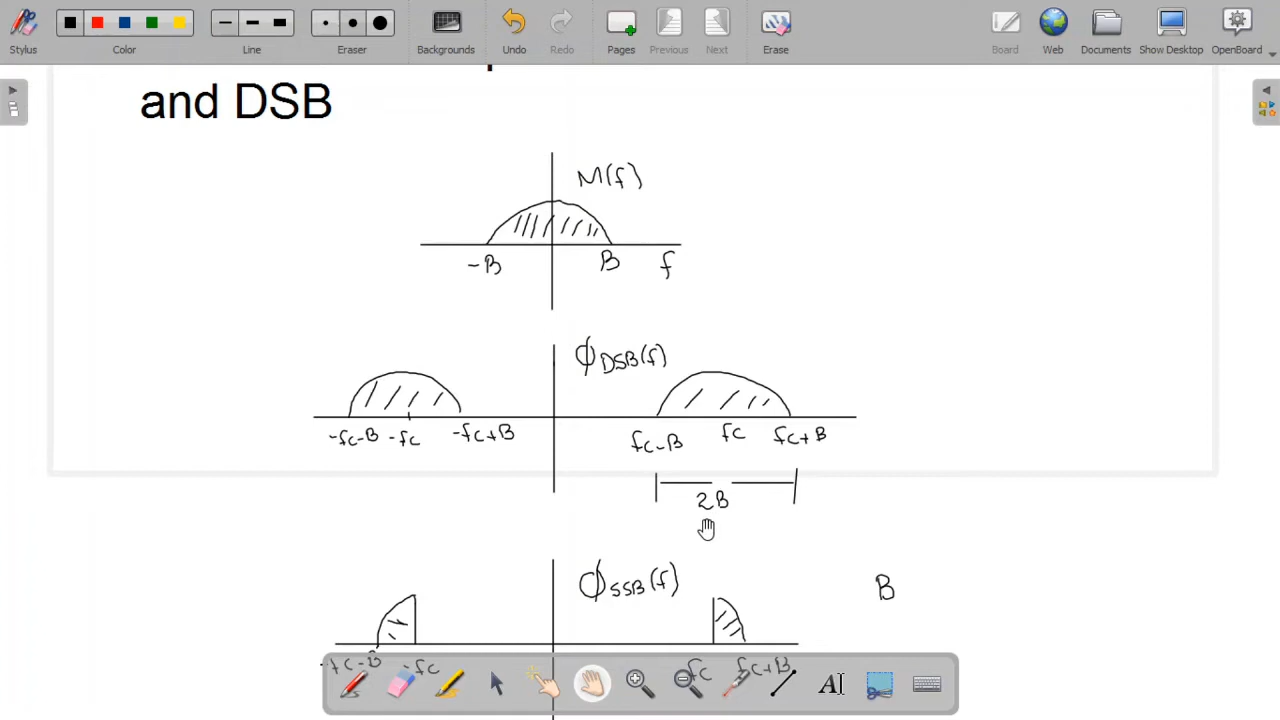 Stylus Color Line Eraser Backgrounds Undo Redo Pages Previous Next Erase Board Web Documents Show Desktop OpenBoard
and DSB
M(f)
-B B f
ϕDSB(f)
-fc-B -fc -fc+B fc-B fc fc+B
2B
ϕSSB(f) B
-fc-B -fc fc fc+B